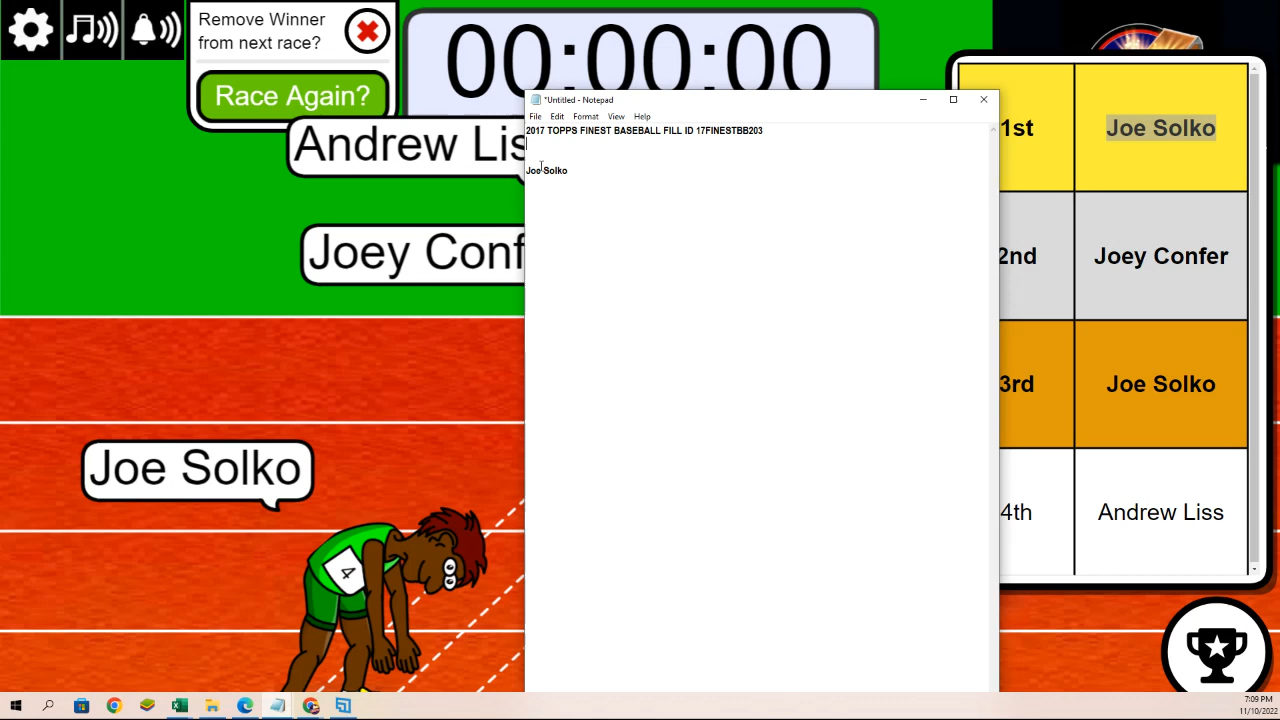 Remove Winner
from next race?
Race Again?
00:00:00
Andrew Lis
Joey Conf
Joe Solko
4
*Untitled - Notepad
File Edit Format View Help
2017 TOPPS FINEST BASEBALL FILL ID 17FINESTBB203
Joe Solko
1st Joe Solko
2nd Joey Confer
3rd Joe Solko
4th Andrew Liss
7:09 PM
11/10/2022